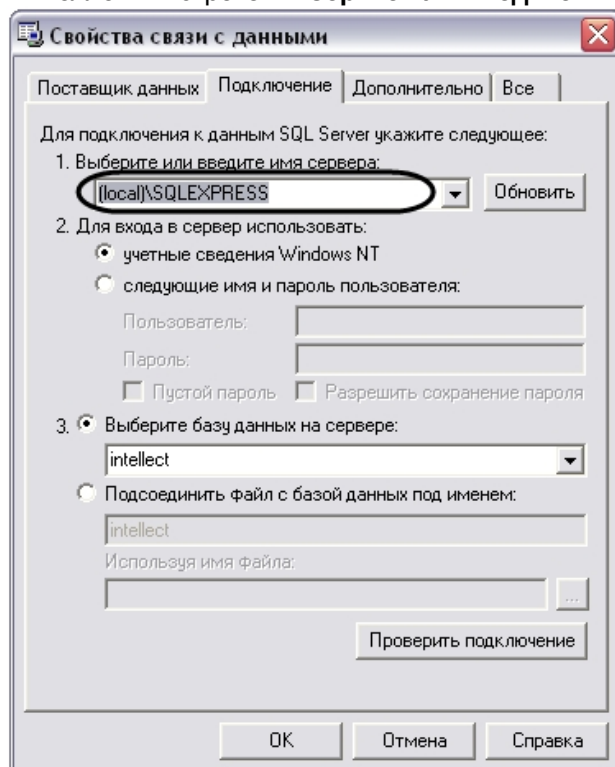 Свойства связи с данными
Поставщик данных Подключение Дополнительно Все
Для подключения к данным SQL Server укажите следующее:
1. Выберите или введите имя сервера:
(local)\SQLEXPRESS Обновить
2. Для входа в сервер использовать:
учетные сведения Windows NT
следующие имя и пароль пользователя:
Пользователь:
Пароль:
Пустой пароль Разрешить сохранение пароля
3. Выберите базу данных на сервере:
intellect
Подсоединить файл с базой данных под именем:
intellect
Используя имя файла:
...
Проверить подключение
OK Отмена Справка